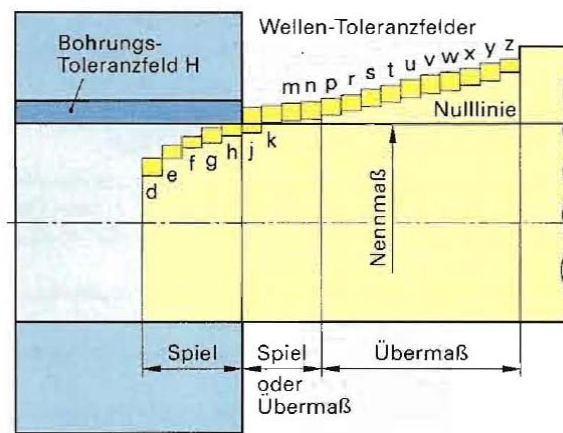 Wellen-Toleranzfelder
Bohrungs-
Toleranzfeld H
d e f g h j k m n p r s t u v w x y z
Nulllinie
Nennmaß
Spiel
Spiel
oder
Übermaß
Übermaß